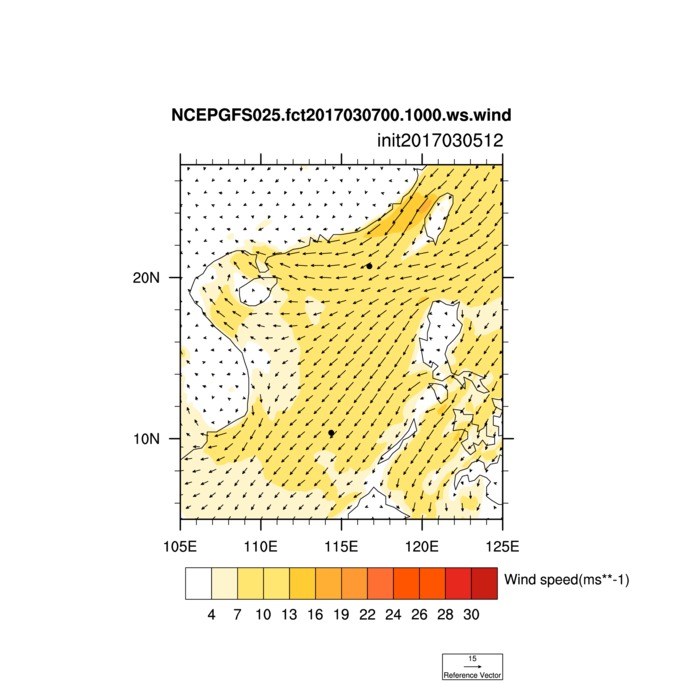 NCEPGFS025.fct2017030700.1000.ws.wind
init2017030512
20N
10N
105E 110E 115E 120E 125E
Wind speed(ms**-1)
4 7 10 13 16 19 22 24 26 28 30
15
Reference Vector